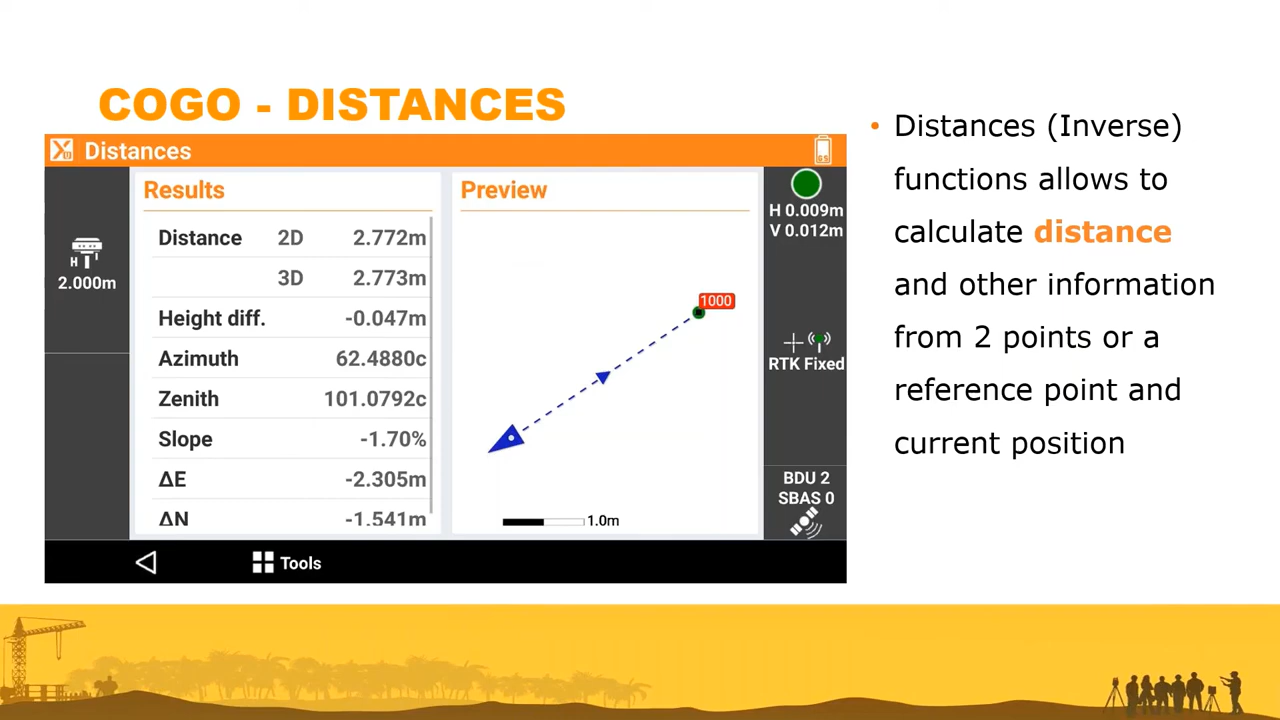 COGO - DISTANCES
Distances
Results
Distance 2D 2.772m
3D 2.773m
Height diff. -0.047m
Azimuth 62.4880c
Zenith 101.0792c
Slope -1.70%
ΔE -2.305m
ΔN -1.541m
Preview
1000
1.0m
H
2.000m
H 0.009m
V 0.012m
RTK Fixed
BDU 2
SBAS 0
Tools
• Distances (Inverse)
functions allows to
calculate distance
and other information
from 2 points or a
reference point and
current position